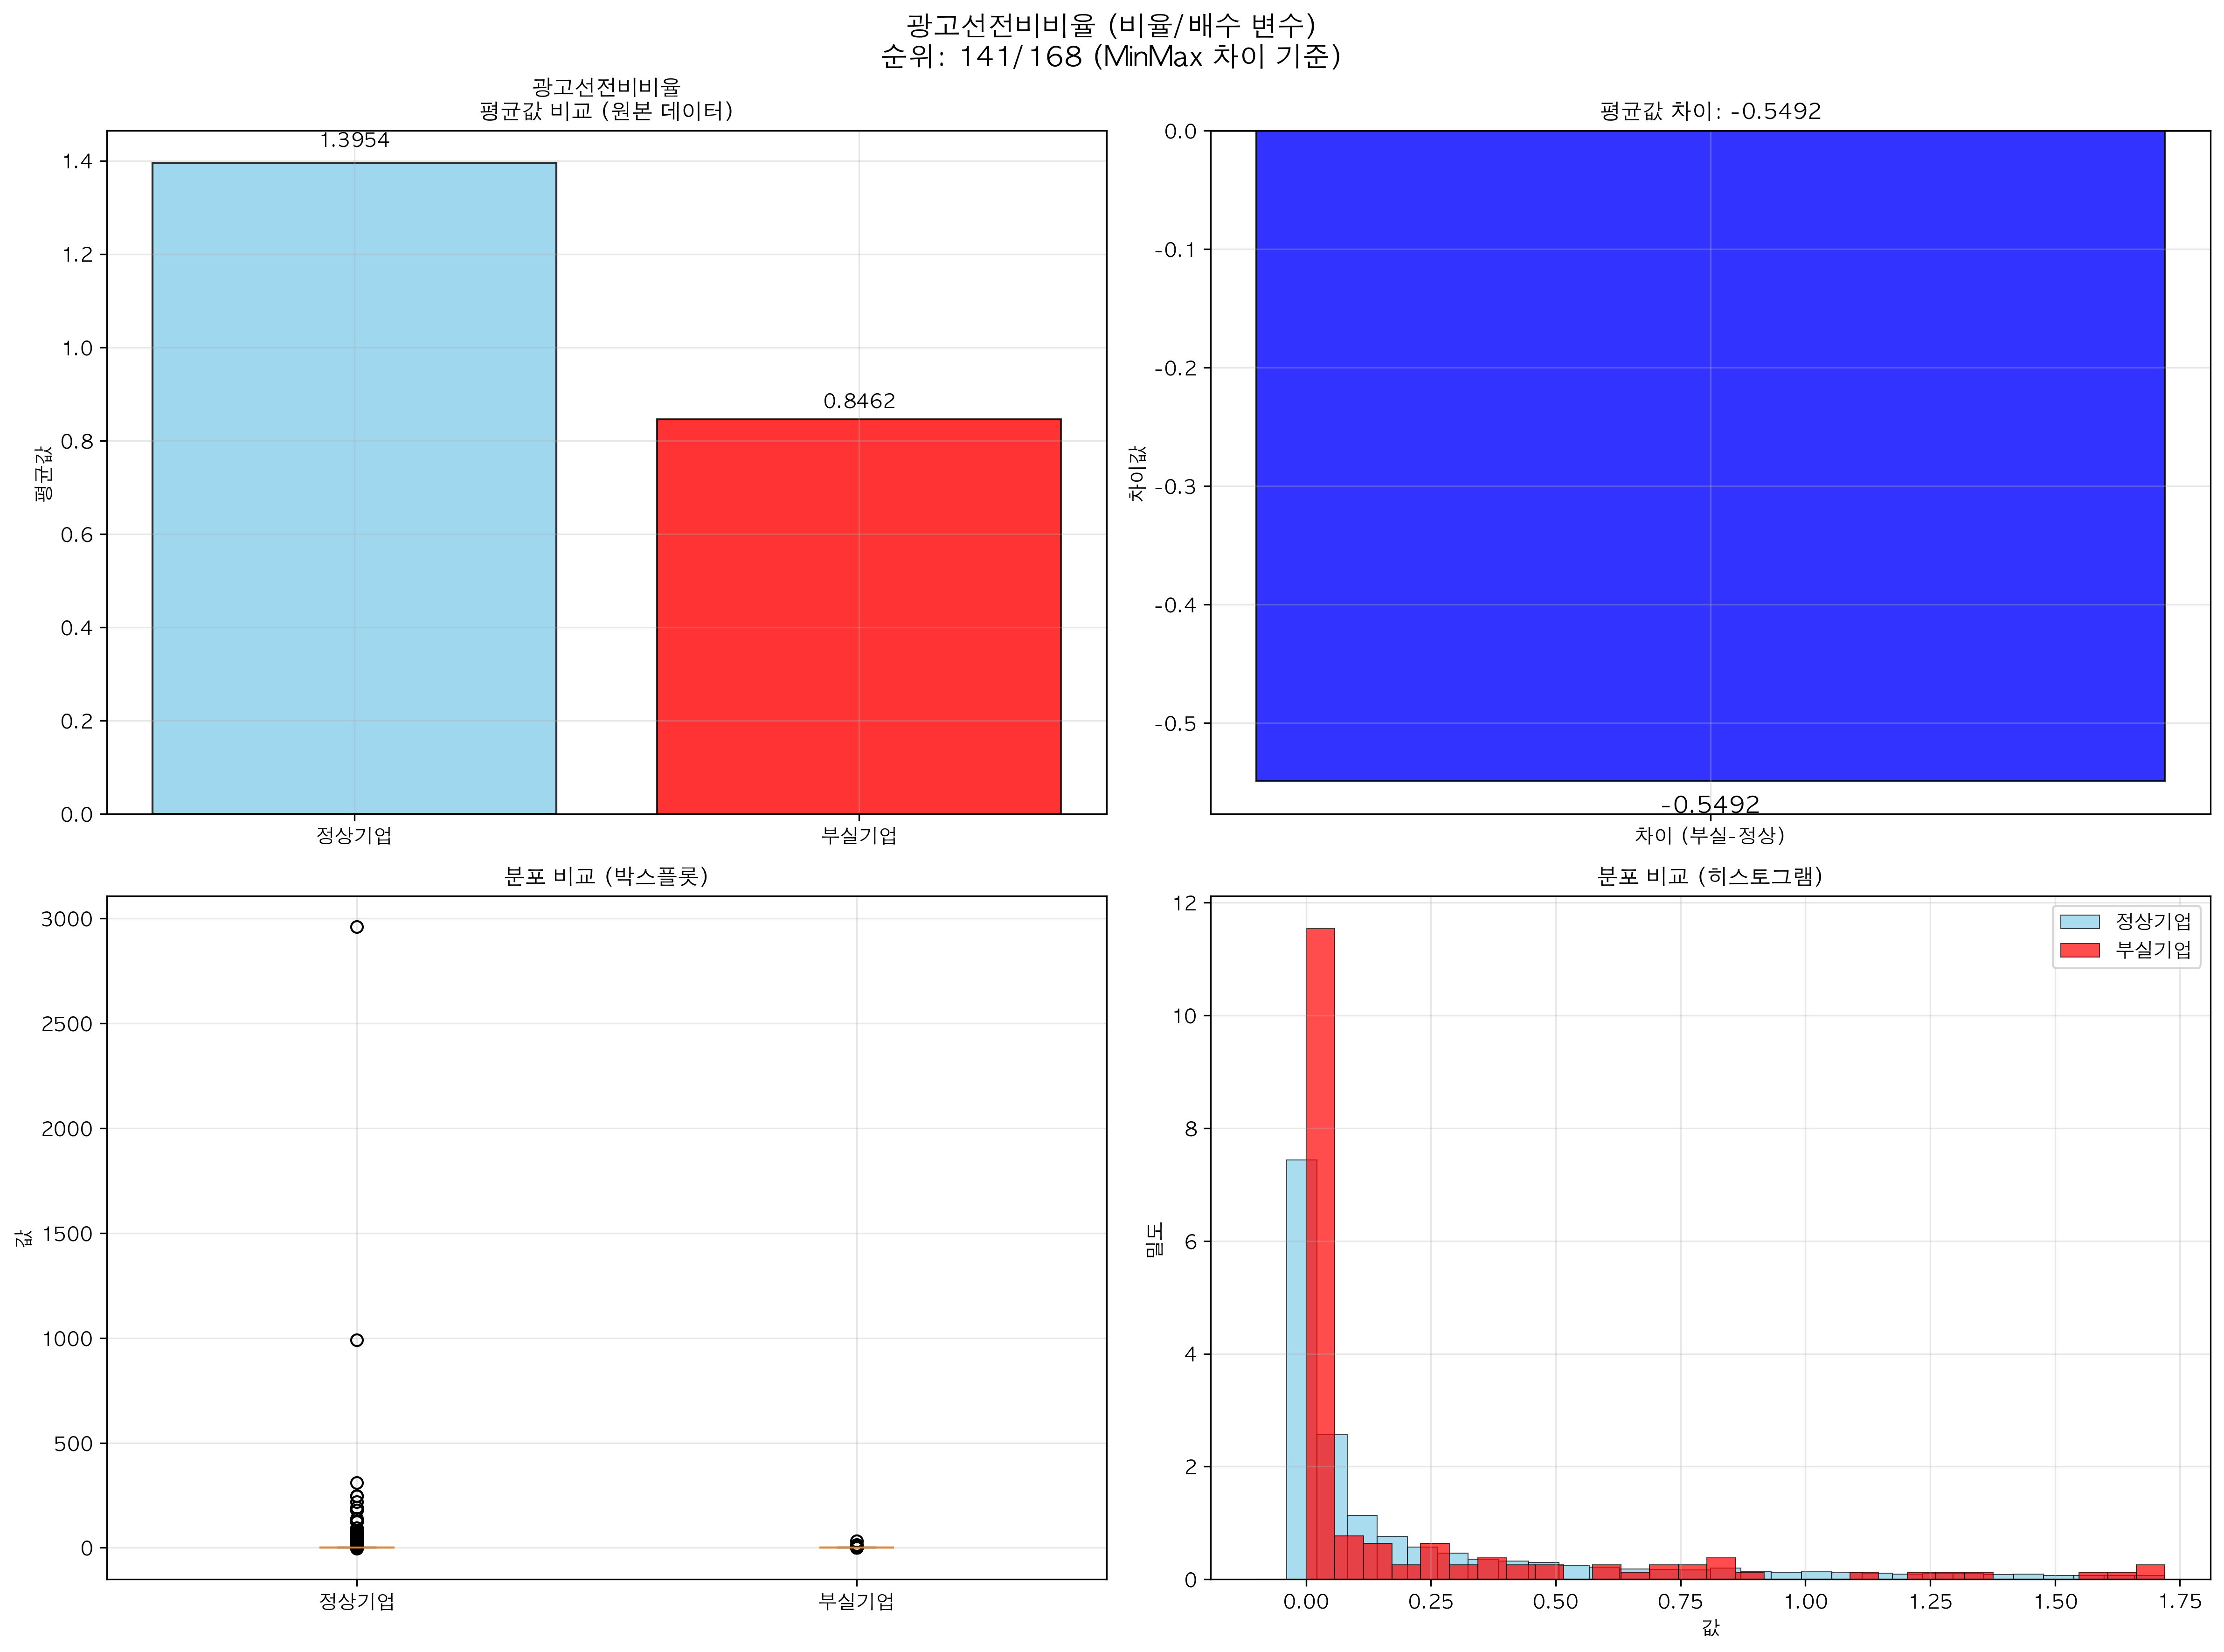 광고선전비비율 (비율/배수 변수)
순위: 141/168 (MinMax 차이 기준)
광고선전비비율
평균값 비교 (원본 데이터)
1.3954
0.8462
평균값
1.4
1.2
1.0
0.8
0.6
0.4
0.2
0.0
정상기업
부실기업
평균값 차이: -0.5492
차이값
0.0
-0.1
-0.2
-0.3
-0.4
-0.5
-0.5492
차이 (부실-정상)
분포 비교 (박스플롯)
값
3000
2500
2000
1500
1000
500
0
정상기업
부실기업
분포 비교 (히스토그램)
정상기업
부실기업
밀도
12
10
8
6
4
2
0
0.00
0.25
0.50
0.75
1.00
1.25
1.50
1.75
값